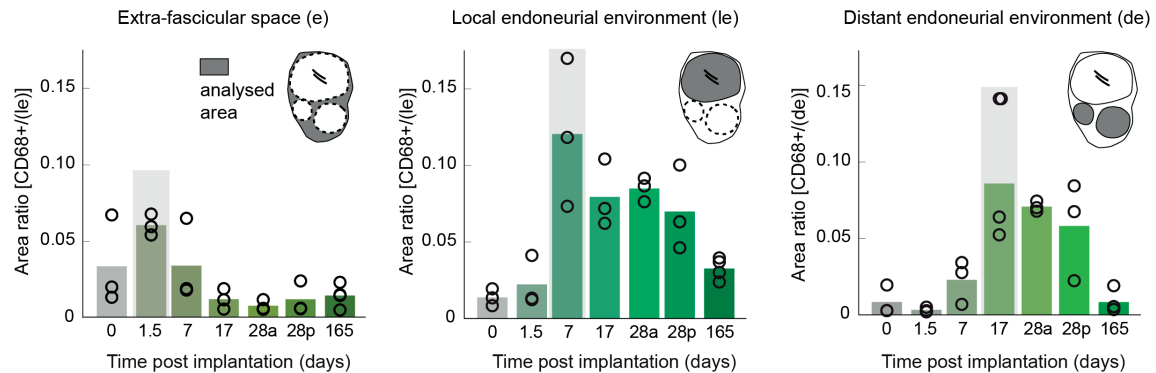 Extra-fascicular space (e)
Area ratio [CD68+/(le)]
0.15
0.10
0.05
0
analysed
area
0 1.5 7 17 28a 28p 165
Time post implantation (days)
Local endoneurial environment (le)
Area ratio [CD68+/(le)]
0.15
0.10
0.05
0
0 1.5 7 17 28a 28p 165
Time post implantation (days)
Distant endoneurial environment (de)
Area ratio [CD68+/(de)]
0.15
0.10
0.05
0
0 1.5 7 17 28a 28p 165
Time post implantation (days)